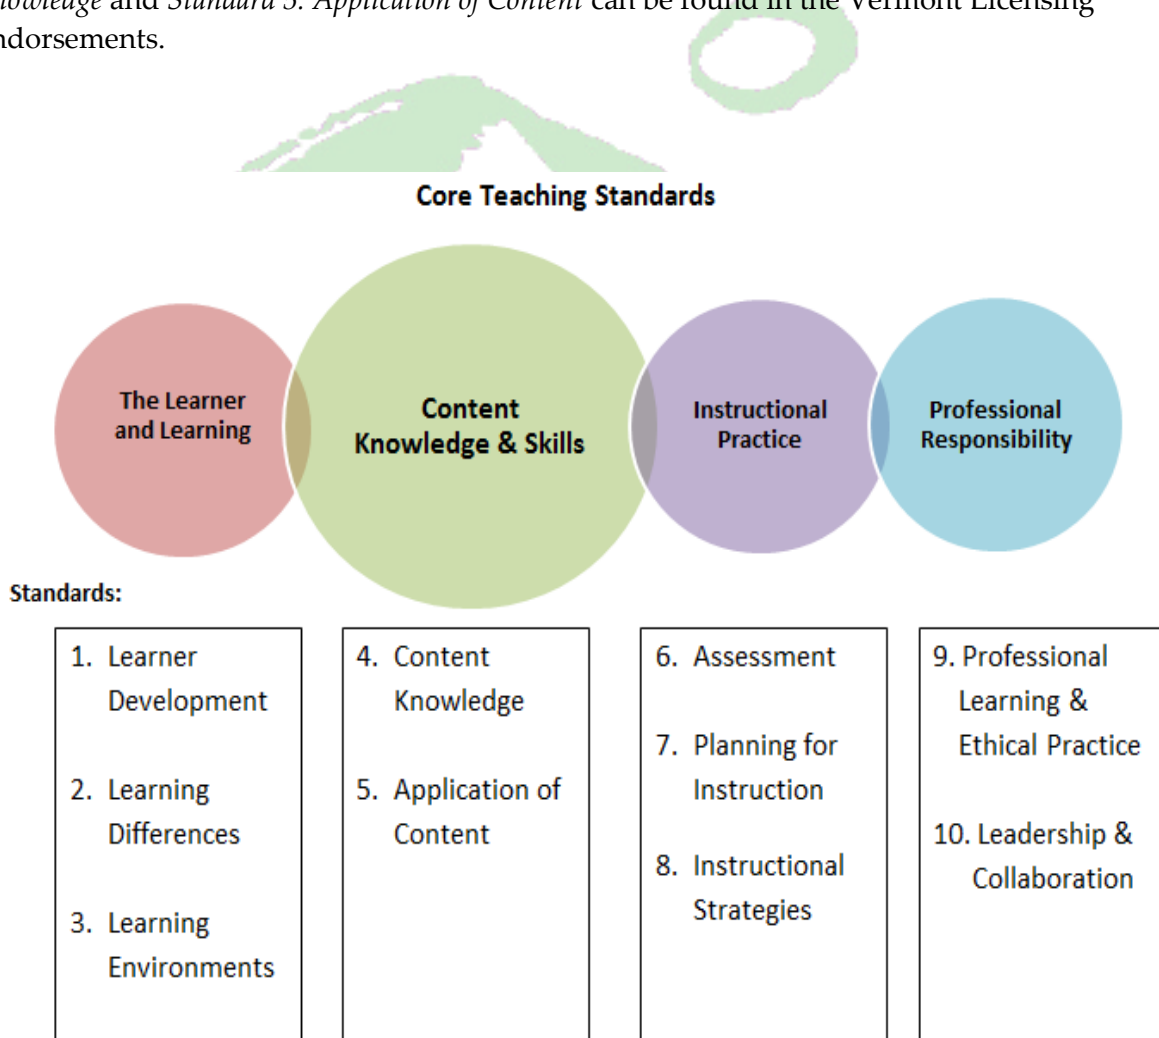 and Standard 5. Application of Content can be found in the Vermont Licensing
Core Teaching Standards
The Learner
and Learning
Content
Knowledge & Skills
Instructional
Practice
Professional
Responsibility
Standards:
1. Learner
Development
2. Learning
Differences
3. Learning
Environments
4. Content
Knowledge
5. Application of
Content
6. Assessment
7. Planning for
Instruction
8. Instructional
Strategies
9. Professional
Learning &
Ethical Practice
10. Leadership &
Collaboration